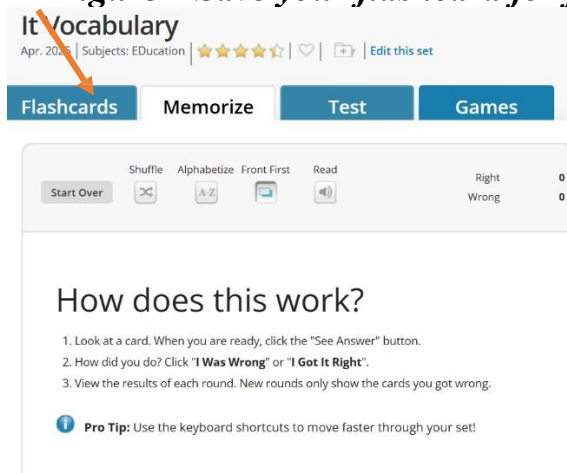 It Vocabulary
Apr. 2025 | Subjects: EDucation | | | Edit this set
Flashcards Memorize Test Games
Shuffle Alphabetize Front First Read
Start Over A-Z
Right 0
Wrong 0
How does this work?
1. Look at a card. When you are ready, click the "See Answer" button.
2. How did you do? Click "I Was Wrong" or "I Got It Right".
3. View the results of each round. New rounds only show the cards you got wrong.
Pro Tip: Use the keyboard shortcuts to move faster through your set!